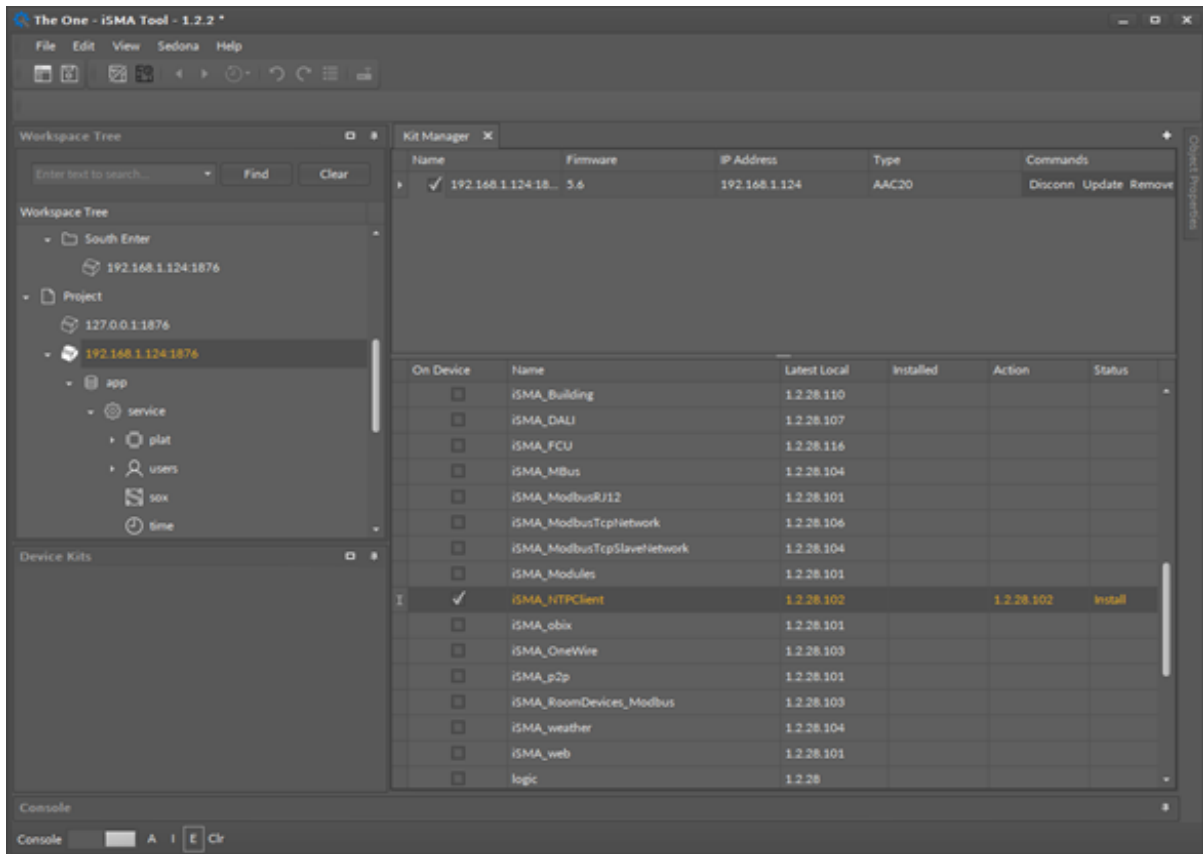 The One - iSMA Tool - 1.2.2 *
File Edit View Sedona Help
Workspace Tree
Enter text to search... Find Clear
Workspace Tree
South Enter
192.168.1.124:1876
Project
127.0.0.1:1876
192.168.1.124:1876
app
service
plat
users
sox
time
Device Kits
Kit Manager
Name Firmware IP Address Type Commands
192.168.1.124:18... 5.6 192.168.1.124 AAC20 Disconn Update Remove
On Device Name Latest Local Installed Action Status
iSMA_Building 1.2.28.110
iSMA_DALI 1.2.28.107
iSMA_FCU 1.2.28.116
iSMA_MBus 1.2.28.104
iSMA_ModbusRJ12 1.2.28.101
iSMA_ModbusTcpNetwork 1.2.28.106
iSMA_ModbusTcpSlaveNetwork 1.2.28.104
iSMA_Modules 1.2.28.101
iSMA_NTPClient 1.2.28.102 1.2.28.102 Install
iSMA_obix 1.2.28.101
iSMA_OneWire 1.2.28.103
iSMA_p2p 1.2.28.101
iSMA_RoomDevices_Modbus 1.2.28.103
iSMA_weather 1.2.28.104
iSMA_web 1.2.28.101
logic 1.2.28
Object Properties
Console
Console A I E Clr